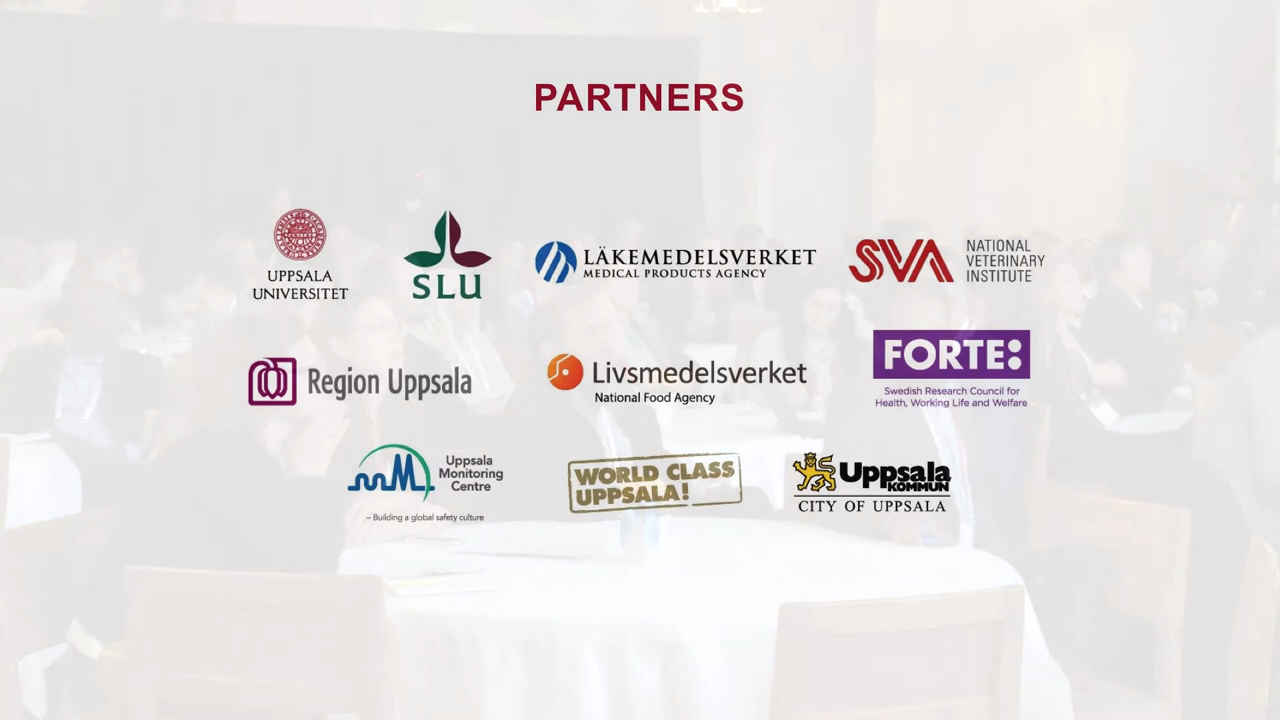 PARTNERS
UPPSALA
UNIVERSITET
SLU
LÄKEMEDELSVERKET
MEDICAL PRODUCTS AGENCY
SVA
NATIONAL
VETERINARY
INSTITUTE
Region Uppsala
Livsmedelsverket
National Food Agency
FORTE:
Swedish Research Council for
Health, Working Life and Welfare
Uppsala
Monitoring
Centre
– Building a global safety culture
WORLD CLASS
UPPSALA!
Uppsala
KOMMUN
CITY OF UPPSALA